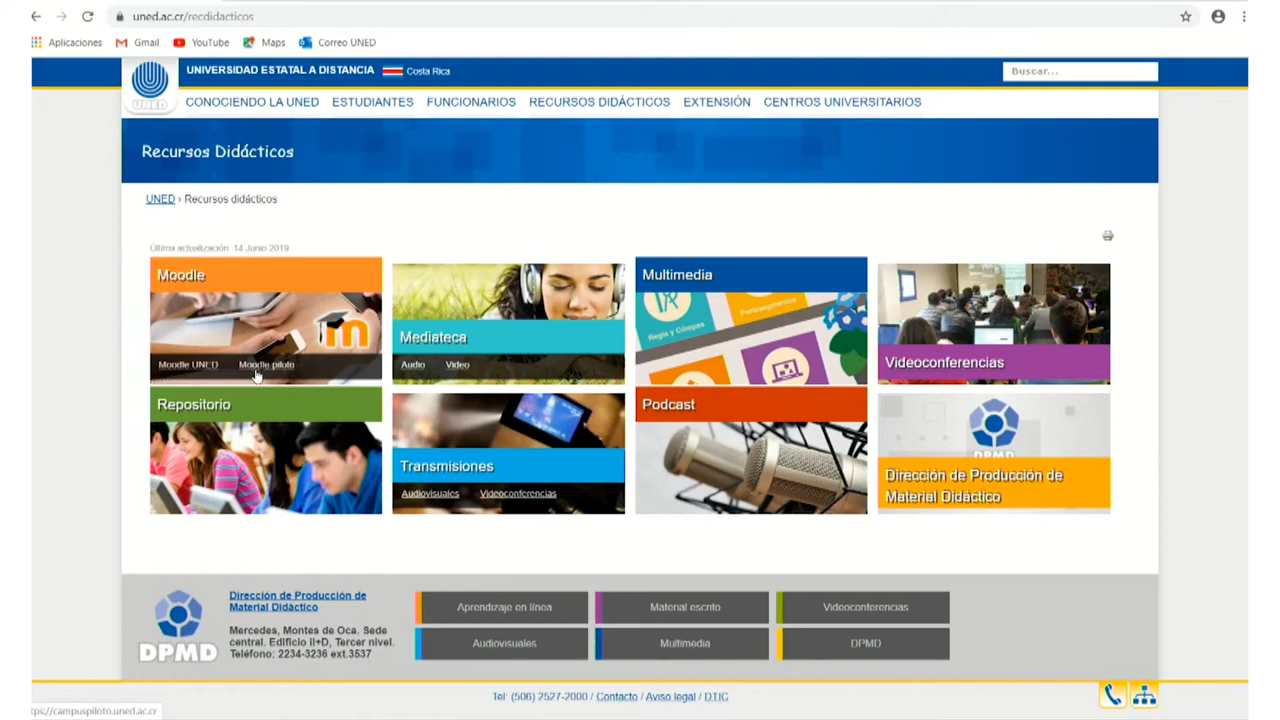 uned.ac.cr/recdidacticos
Aplicaciones Gmail YouTube Maps Correo UNED
UNIVERSIDAD ESTATAL A DISTANCIA Costa Rica
Buscar...
UNED
CONOCIENDO LA UNED ESTUDIANTES FUNCIONARIOS RECURSOS DIDÁCTICOS EXTENSIÓN CENTROS UNIVERSITARIOS
Recursos Didácticos
UNED › Recursos didácticos
Última actualización: 14 Junio 2019
Moodle
Moodle UNED Moodle piloto
Mediateca
Audio Video
Multimedia
Regla y Cómpas
Videoconferencias
Repositorio
Transmisiones
Audiovisuales Videoconferencias
Podcast
DPMD
Dirección de Producción de
Material Didáctico
DPMD
Dirección de Producción de
Material Didáctico
Mercedes, Montes de Oca. Sede
central. Edificio II+D, Tercer nivel.
Teléfono: 2234-3236 ext.3537
Aprendizaje en línea Material escrito Videoconferencias
Audiovisuales Multimedia DPMD
Tel: (506) 2527-2000 / Contacto / Aviso legal / DTIC
tps://campuspiloto.uned.ac.cr